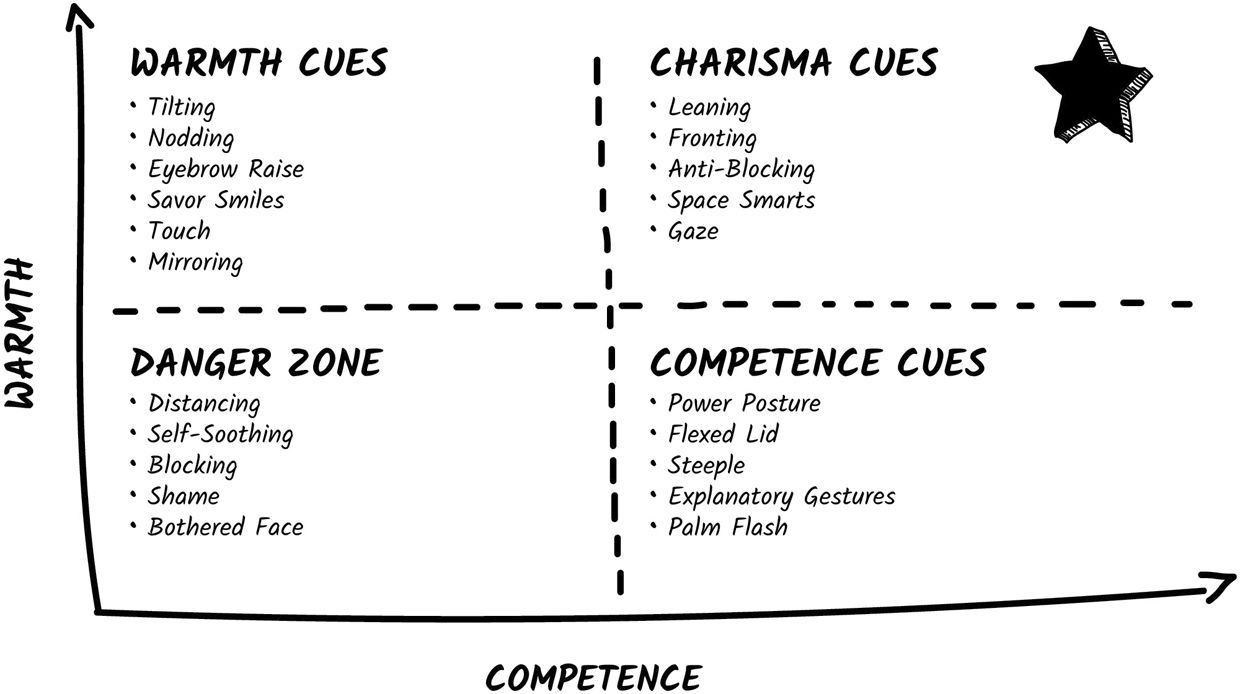 WARMTH CUES
• Tilting
• Nodding
• Eyebrow Raise
• Savor Smiles
• Touch
• Mirroring
CHARISMA CUES
• Leaning
• Fronting
• Anti-Blocking
• Space Smarts
• Gaze
WARMTH
DANGER ZONE
• Distancing
• Self-Soothing
• Blocking
• Shame
• Bothered Face
COMPETENCE CUES
• Power Posture
• Flexed Lid
• Steeple
• Explanatory Gestures
• Palm Flash
COMPETENCE